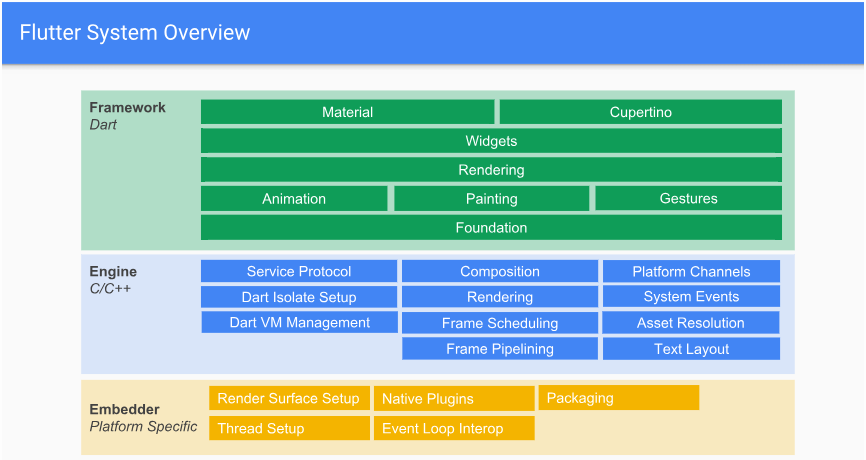 Flutter System Overview
Framework
Dart
Material Cupertino
Widgets
Rendering
Animation Painting Gestures
Foundation
Engine
C/C++
Service Protocol Composition Platform Channels
Dart Isolate Setup Rendering System Events
Dart VM Management Frame Scheduling Asset Resolution
Frame Pipelining Text Layout
Embedder
Platform Specific
Render Surface Setup Native Plugins Packaging
Thread Setup Event Loop Interop